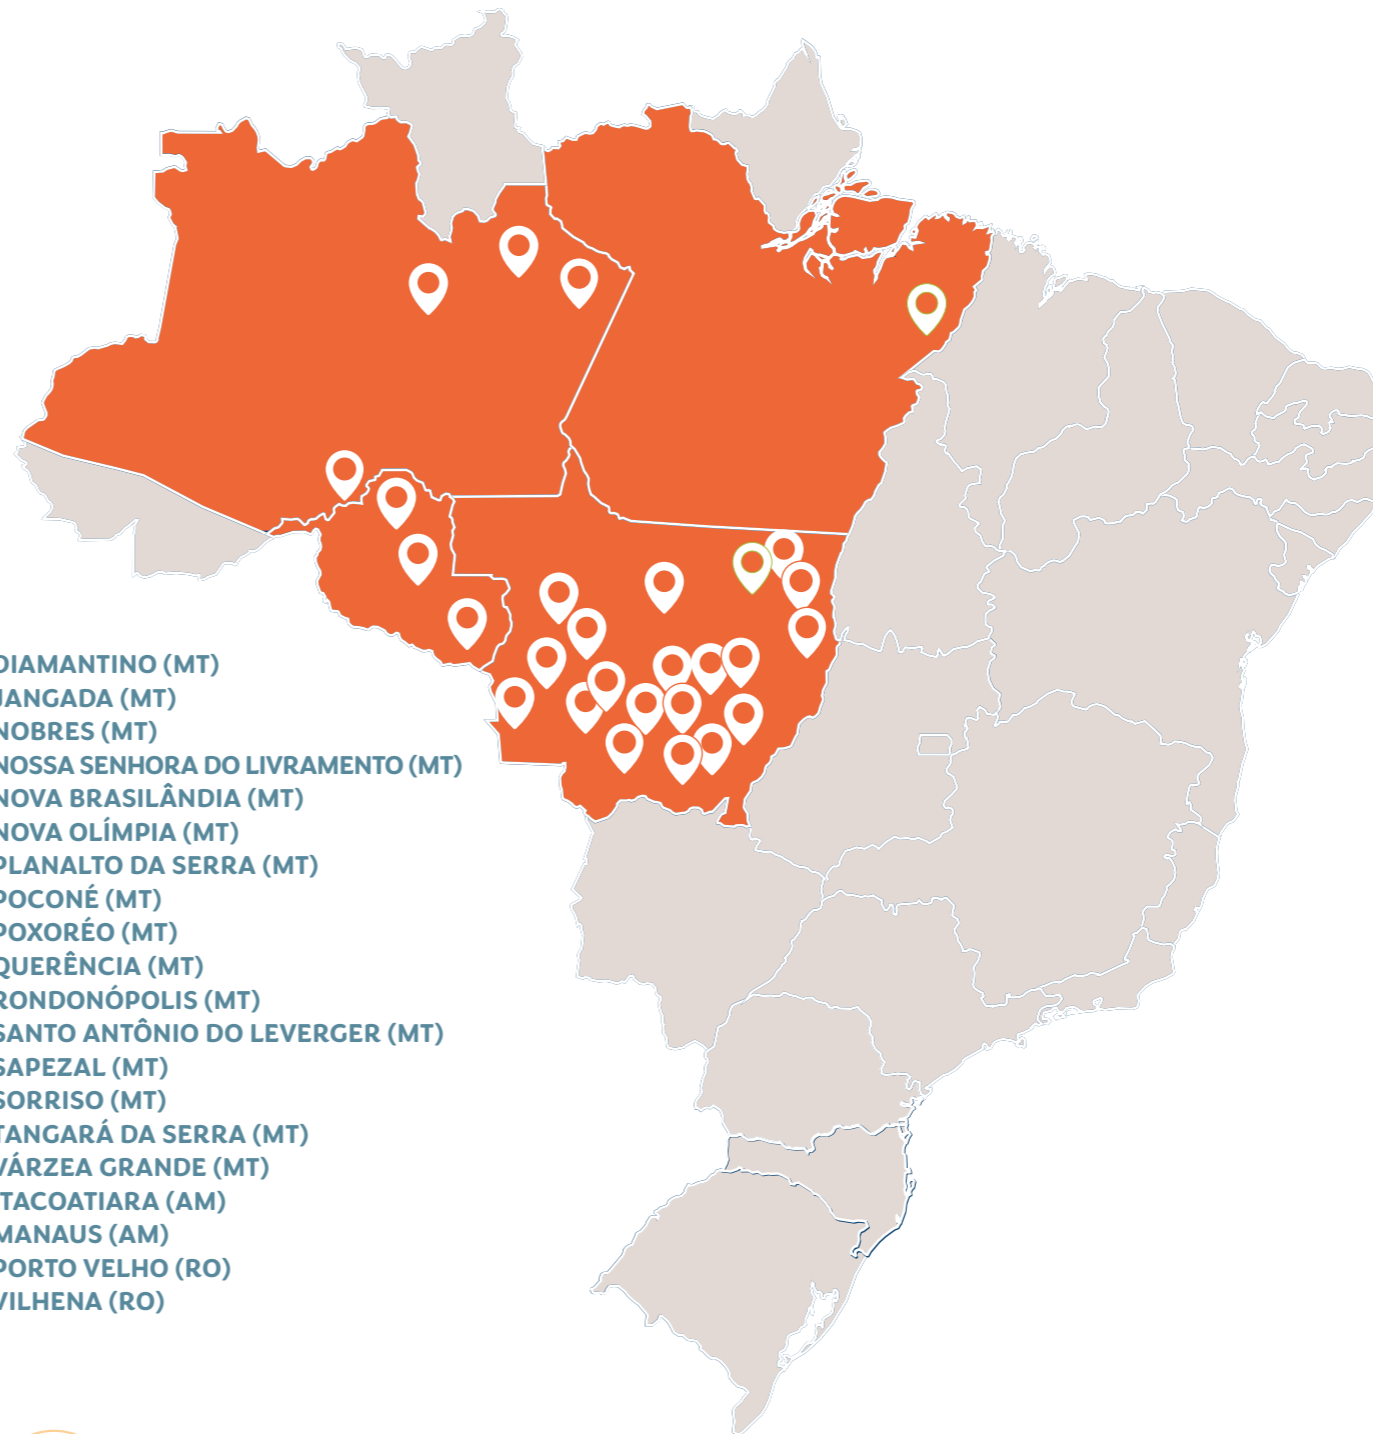 DIAMANTINO (MT)
JANGADA (MT)
NOBRES (MT)
NOSSA SENHORA DO LIVRAMENTO (MT)
NOVA BRASILÂNDIA (MT)
NOVA OLÍMPIA (MT)
PLANALTO DA SERRA (MT)
POCONÉ (MT)
POXORÉO (MT)
QUERÊNCIA (MT)
RONDONÓPOLIS (MT)
SANTO ANTÔNIO DO LEVERGER (MT)
SAPEZAL (MT)
SORRISO (MT)
TANGARÁ DA SERRA (MT)
VÁRZEA GRANDE (MT)
ITACOATIARA (AM)
MANAUS (AM)
PORTO VELHO (RO)
VILHENA (RO)